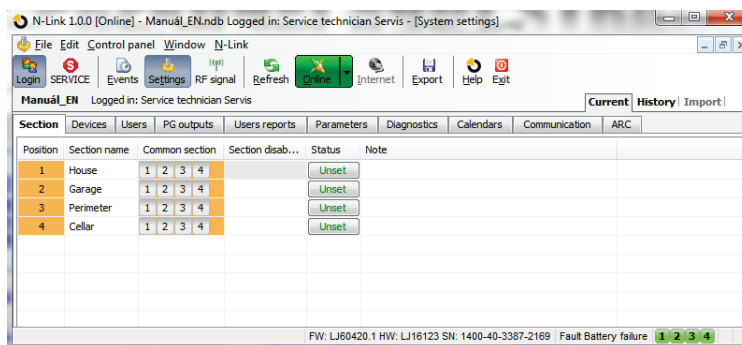 N-Link 1.0.0 [Online] - Manuál_EN.ndb Logged in: Service technician Servis - [System settings]
File Edit Control panel Window N-Link
Login SERVICE Events Settings RF signal Refresh Online Internet Export Help Exit
Manuál_EN Logged in: Service technician Servis Current History Import
Section Devices Users PG outputs Users reports Parameters Diagnostics Calendars Communication ARC
Position Section name Common section Section disab... Status Note
1 House 1 2 3 4 Unset
2 Garage 1 2 3 4 Unset
3 Perimeter 1 2 3 4 Unset
4 Cellar 1 2 3 4 Unset
FW: LJ60420.1 HW: LJ16123 SN: 1400-40-3387-2169 Fault Battery failure 1 2 3 4